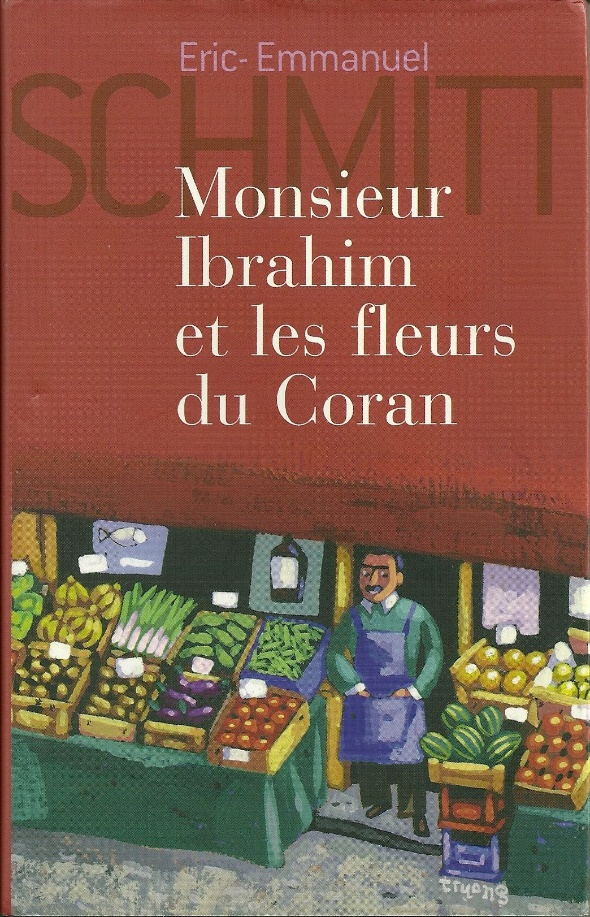 Eric-Emmanuel
SCHMITT
Monsieur
Ibrahim
et les fleurs
du Coran
truong